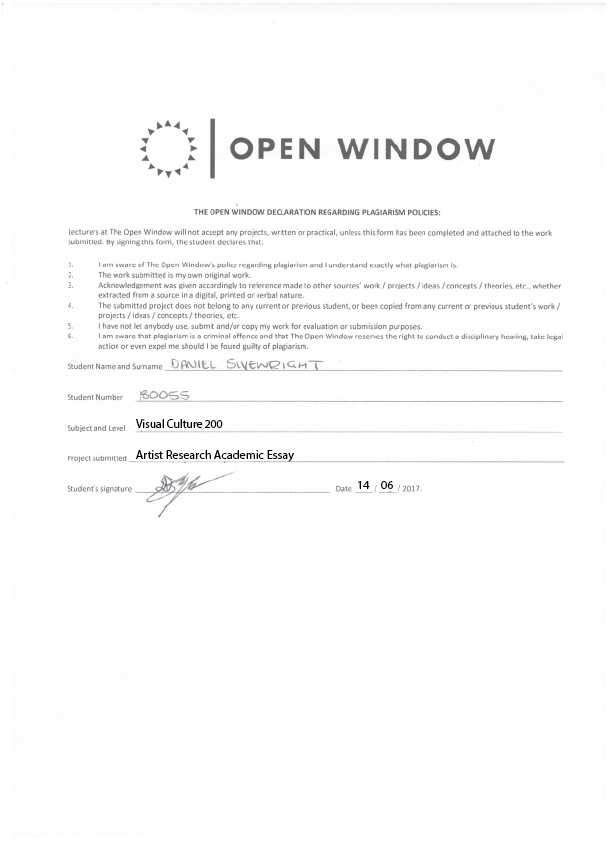 OPEN WINDOW
THE OPEN WINDOW DECLARATION REGARDING PLAGIARISM POLICIES:
Lecturers at The Open Window will not accept any projects, written or practical, unless this form has been completed and attached to the work
submitted. By signing this form, the student declares that:
1. I am aware of The Open Window's policy regarding plagiarism and I understand exactly what plagiarism is.
2. The work submitted is my own original work.
3. Acknowledgement was given accordingly to reference made to other sources' work / projects / ideas / concepts / theories, etc., whether
extracted from a source in a digital, printed or verbal nature.
4. The submitted project does not belong to any current or previous student, or been copied from any current or previous student's work /
projects / ideas / concepts / theories, etc.
5. I have not let anybody use, submit and/or copy my work for evaluation or submission purposes.
6. I am aware that plagiarism is a criminal offence and that The Open Window reserves the right to conduct a disciplinary hearing, take legal
action or even expel me should I be found guilty of plagiarism.
Student Name and Surname DANIEL SIVEWRIGHT
Student Number 180055
Subject and Level Visual Culture 200
Project submitted Artist Research Academic Essay
Student's signature Date 14 / 06 / 2017.